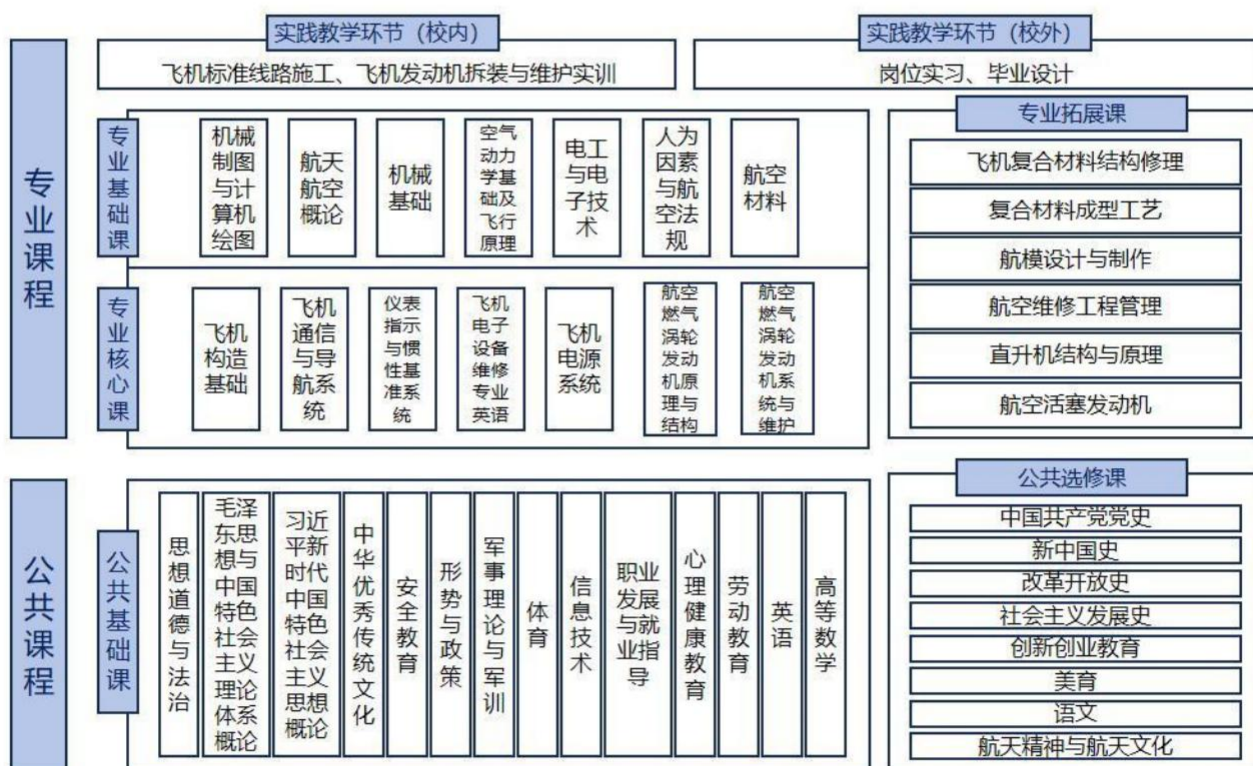 实践教学环节（校内）
飞机标准线路施工、飞机发动机拆装与维护实训
实践教学环节（校外）
岗位实习、毕业设计
专业课程
专业基础课
机械
制图
与计
算机
绘图
航天
航空
概论
机械
基础
空气
动力
学基
础及
飞行
原理
电工
与电
子技
术
人为
因素
与航
空法
规
航空
材料
专业核心课
飞机
构造
基础
飞机
通信
与导
航系
统
仪表
指示
与惯
性基
准系
统
飞机
电子
设备
维修
专业
英语
飞机
电源
系统
航空
燃气
涡轮
发动
机原
理与
结构
航空
燃气
涡轮
发动
机系
统与
维护
专业拓展课
飞机复合材料结构修理
复合材料成型工艺
航模设计与制作
航空维修工程管理
直升机结构与原理
航空活塞发动机
公共课程
公共基础课
思想道德与法治
毛泽
东思
想与
中国
特色
社会
主义
理论
体系
概论
习近
平新
时代
中国
特色
社会
主义
思想
概论
中华优秀传统文化
安全教育
形势与政策
军事理论与军训
体育
信息技术
职业
发展
与就
业指
导
心理健康教育
劳动教育
英语
高等数学
公共选修课
中国共产党党史
新中国史
改革开放史
社会主义发展史
创新创业教育
美育
语文
航天精神与航天文化